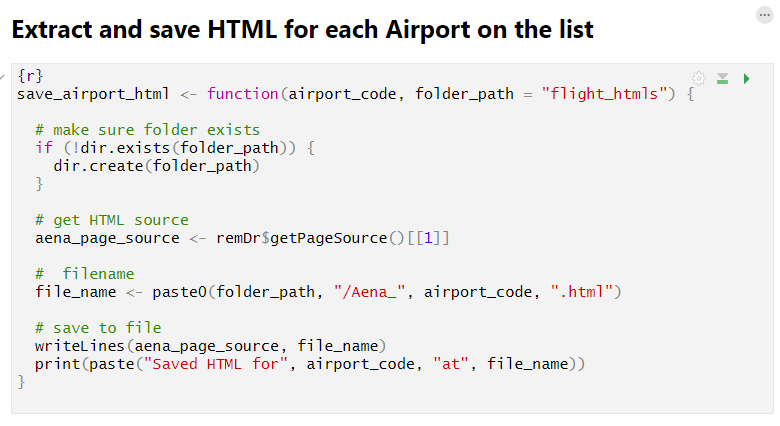 Extract and save HTML for each Airport on the list
{r}
save_airport_html <- function(airport_code, folder_path = "flight_htmls") {
  # make sure folder exists
  if (!dir.exists(folder_path)) {
    dir.create(folder_path)
  }
  # get HTML source
  aena_page_source <- remDr$getPageSource()[[1]]
  #  filename
  file_name <- paste0(folder_path, "/Aena_", airport_code, ".html")
  # save to file
  writeLines(aena_page_source, file_name)
  print(paste("Saved HTML for", airport_code, "at", file_name))
}